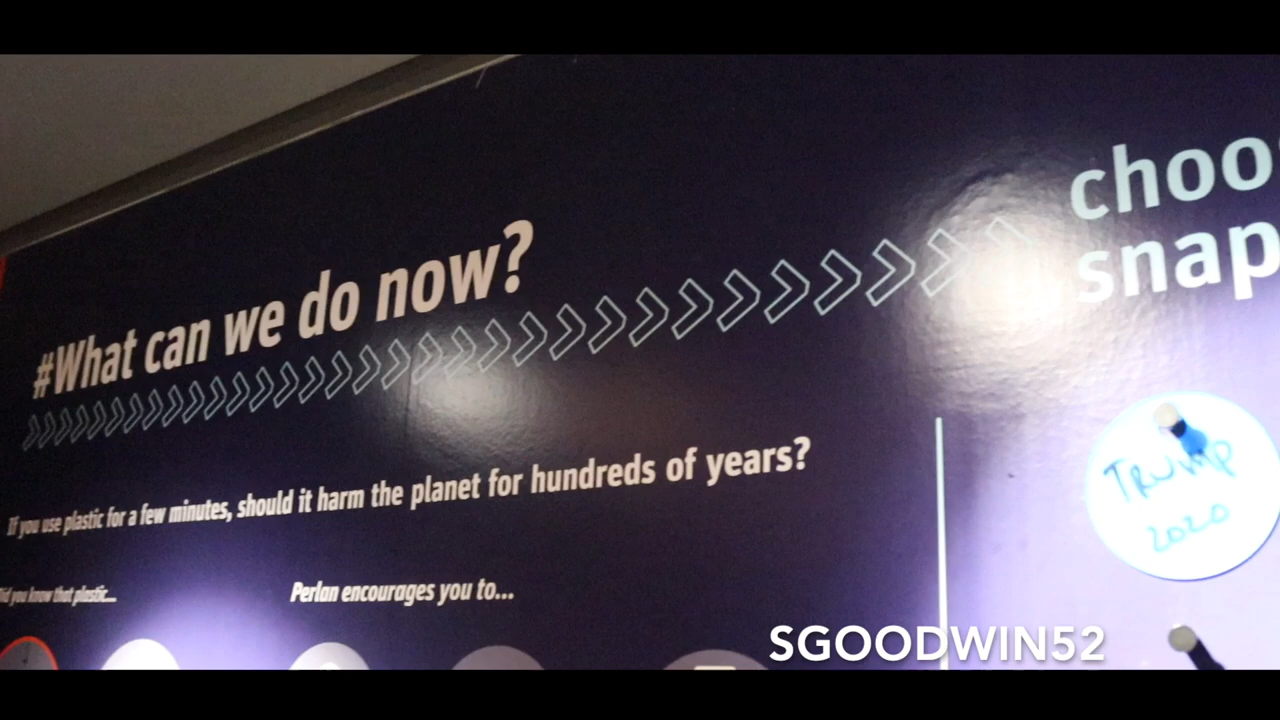 #What can we do now?
choo
snap
If you use plastic for a few minutes, should it harm the planet for hundreds of years?
TRUMP
2020
Did you know that plastic...
Perlan encourages you to...
SGOODWIN52